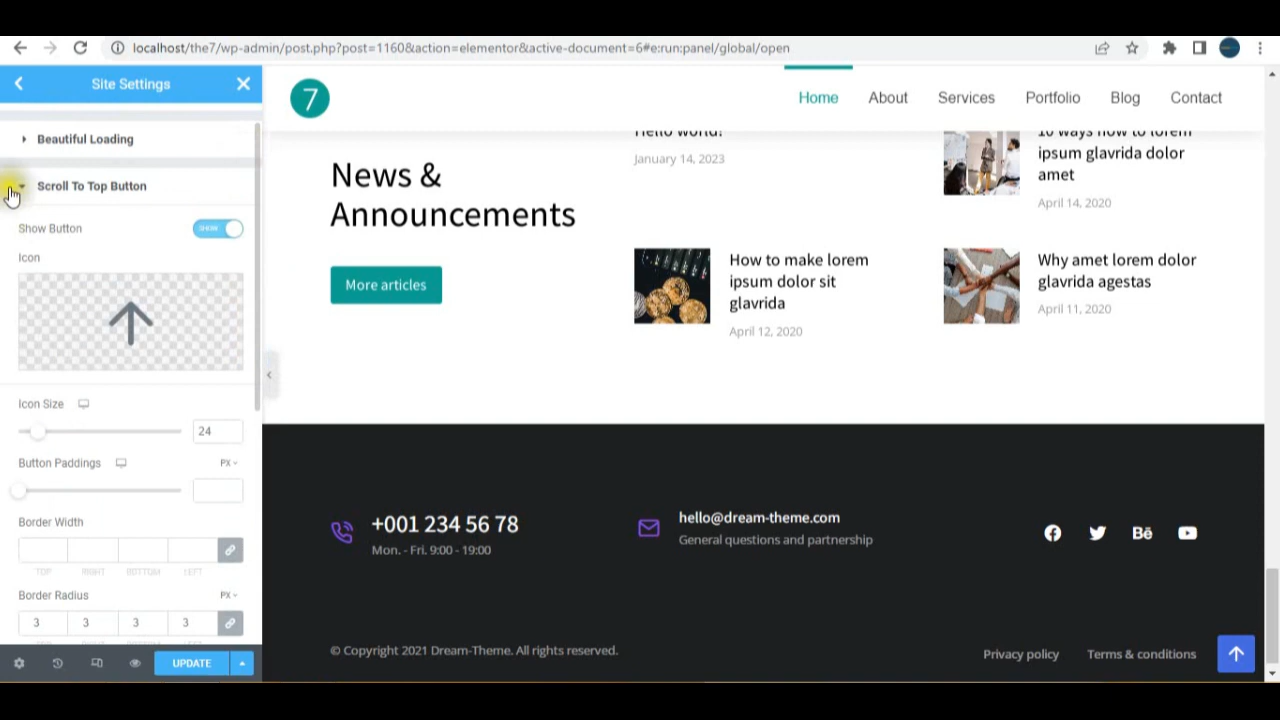 localhost/the7/wp-admin/post.php?post=1160&action=elementor&active-document=6#e:run:panel/global/open
Site Settings
Beautiful Loading
Scroll To Top Button
Show Button
SHOW
Icon
Icon Size
24
Button Paddings
PX
Border Width
TOP RIGHT BOTTOM LEFT
Border Radius
PX
3 3 3 3
UPDATE
7
Home About Services Portfolio Blog Contact
News &
Announcements
More articles
Hello world!
January 14, 2023
10 ways how to lorem
ipsum glavrida dolor
amet
April 14, 2020
How to make lorem
ipsum dolor sit
glavrida
April 12, 2020
Why amet lorem dolor
glavrida agestas
April 11, 2020
+001 234 56 78
Mon. - Fri. 9:00 - 19:00
hello@dream-theme.com
General questions and partnership
Bē
© Copyright 2021 Dream-Theme. All rights reserved.
Privacy policy Terms & conditions